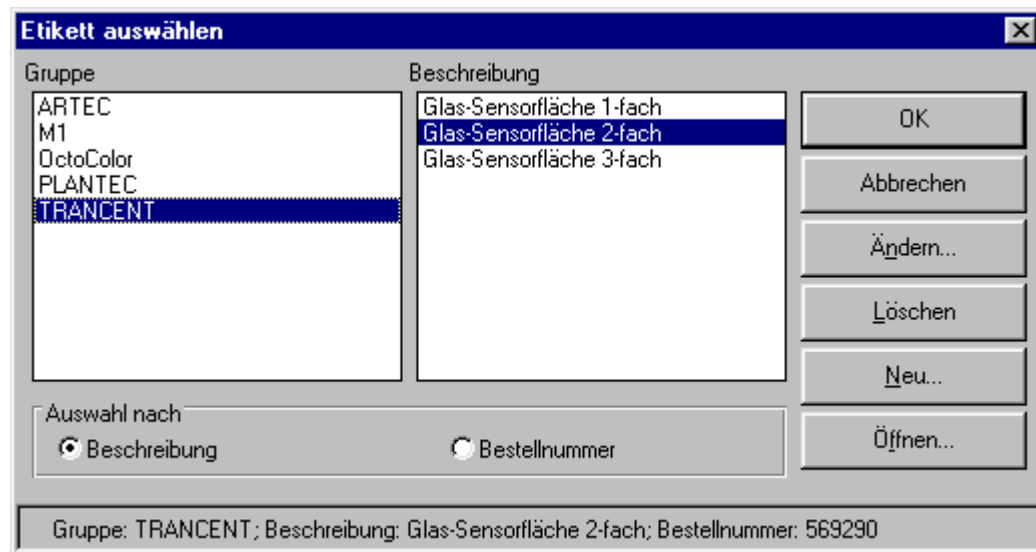 Etikett auswählen
Gruppe
ARTEC
M1
OctoColor
PLANTEC
TRANCENT
Beschreibung
Glas-Sensorfläche 1-fach
Glas-Sensorfläche 2-fach
Glas-Sensorfläche 3-fach
OK
Abbrechen
Ändern...
Löschen
Neu...
Öffnen...
Auswahl nach
Beschreibung
Bestellnummer
Gruppe: TRANCENT; Beschreibung: Glas-Sensorfläche 2-fach; Bestellnummer: 569290